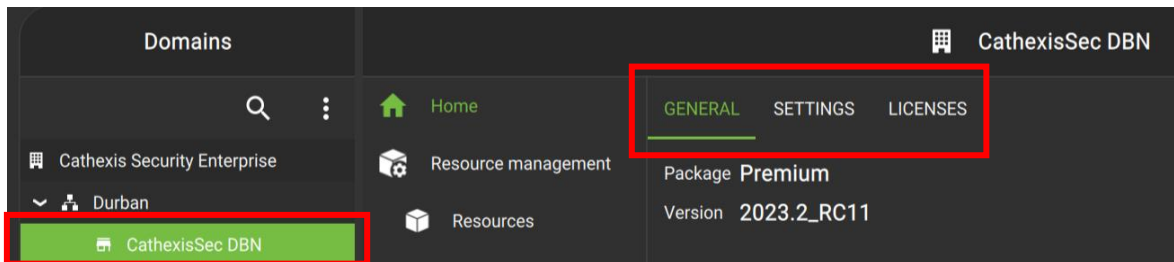 Domains
CathexisSec DBN
Home
GENERAL SETTINGS LICENSES
Cathexis Security Enterprise
Resource management
Package Premium
Durban
Resources
Version 2023.2_RC11
CathexisSec DBN